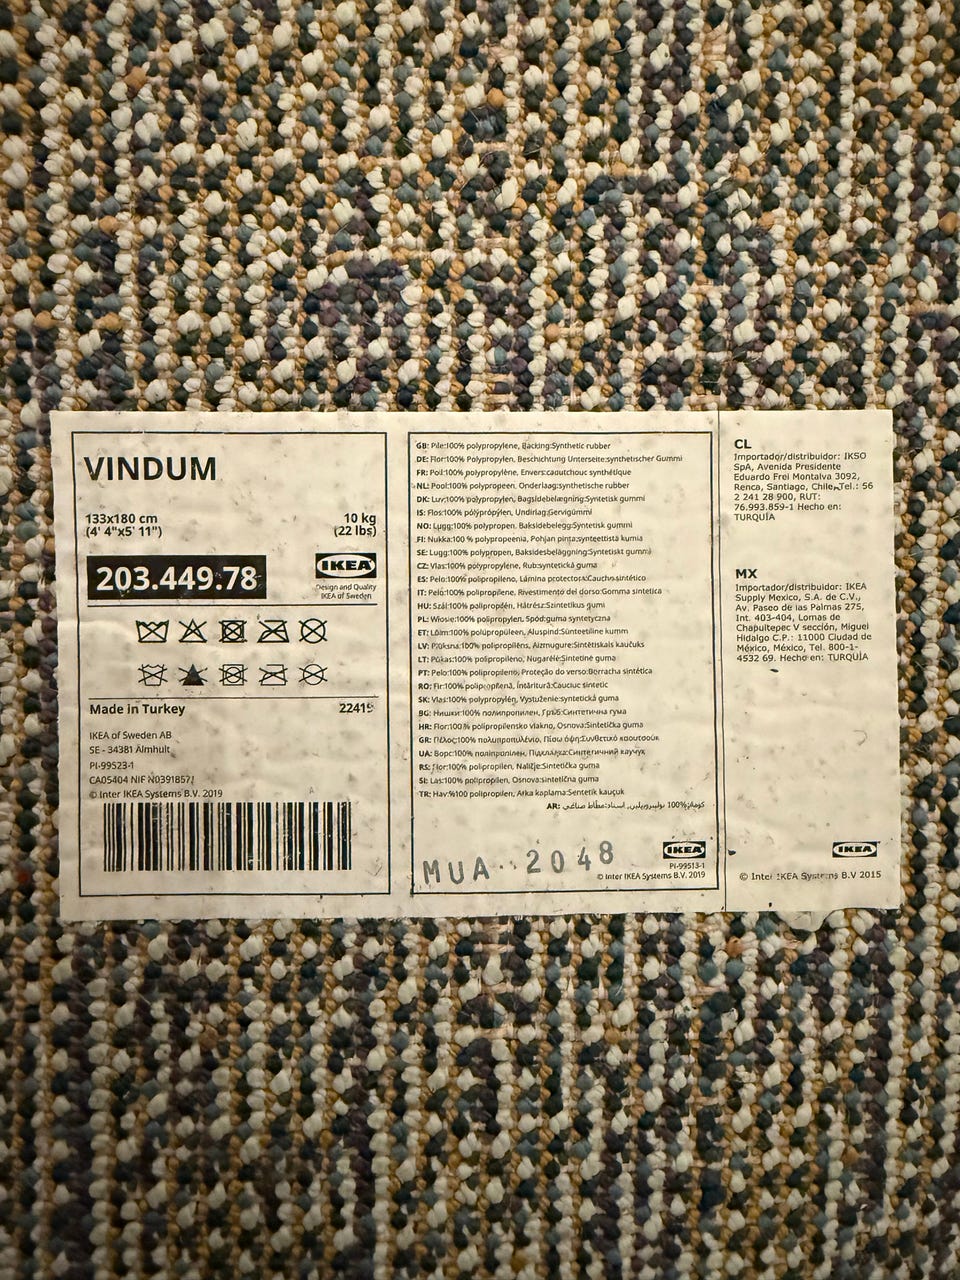 VINDUM
133x180 cm
(4' 4"x5' 11")
10 kg
(22 lbs)
203.449.78
IKEA
Design and Quality
IKEA of Sweden
Made in Turkey
22415
IKEA of Sweden AB
SE - 34381 Älmhult
PI-99523-1
CA05404 NIF N0391857J
© Inter IKEA Systems B.V. 2019
GB: Pile:100% polypropylene, Backing:Synthetic rubber
DE: Flor:100% Polypropylen, Beschichtung Unterseite:synthetischer Gummi
FR: Poil:100% polypropylène, Envers:caoutchouc synthétique
NL: Pool:100% polypropeen, Onderlaag:synthetische rubber
DK: Luv:100% polypropylen, Bagsidebelægning:Syntetisk gummi
IS: Flos:100% pólýprópýlen, Undirlag:Gervigúmmí
NO: Lugg:100% polypropen, Baksidebelegg:Syntetisk gummi
FI: Nukka:100 % polypropeenia, Pohjan pinta:synteettistä kumia
SE: Lugg:100% polypropen, Baksidesbeläggning:Syntetiskt gummi
CZ: Vlas:100% polypropylén, Rub:syntetická guma
ES: Pelo:100% polipropileno, Lámina protectora:Caucho sintético
IT: Pelo:100% polipropilene, Rivestimento del dorso:Gomma sintetica
HU: Szál:100% polipropilén, Hátrész:Szintetikus gumi
PL: Włosie:100% polipropylen, Spód:guma syntetyczna
ET: Lõim:100% polüpropüleen, Aluspind:Sünteetiline kumm
LV: Plūksna:100% polipropilēns, Aizmugure:Sintētiskais kaučuks
LT: Pūkas:100% polipropilenas, Nugarėlė:Sintetinė guma
PT: Pelo:100% polipropileno, Proteção do verso:Borracha sintética
RO: Fir:100% polipropilenă, Întăritură:Cauciuc sintetic
SK: Vlas:100% polypropylén, Vystuženie:syntetická guma
BG: Нишки:100% полипропилен, Гръб:Синтетична гума
HR: Flor:100% polipropilensko vlakno, Osnova:Sintetička guma
GR: Πέλος:100% πολυπροπυλένιο, Πίσω όψη:Συνθετικό καουτσούκ
UA: Ворс:100% поліпропілен, Підкладка:Синтетичний каучук
RS: Flor:100% polipropilen, Naličje:Sintetička guma
SI: Las:100% polipropilen, Osnova:sintetična guma
TR: Hav:%100 polipropilen, Arka kaplama:Sentetik kauçuk
AR: كومة:100% بوليبروبيلين, اسناد:مطاط صناعي
MUA 2048
IKEA
PI-99513-1
© Inter IKEA Systems B.V. 2019
CL
Importador/distribuidor: IKSO
SpA, Avenida Presidente
Eduardo Frei Montalva 3092,
Renca, Santiago, Chile, Tel.: 56
2 241 28 900, RUT:
76.993.859-1 Hecho en:
TURQUÍA
MX
Importador/distribuidor: IKEA
Supply Mexico, S.A. de C.V.,
Av. Paseo de las Palmas 275,
Int. 403-404, Lomas de
Chapultepec V sección, Miguel
Hidalgo C.P.: 11000 Ciudad de
México, México, Tel. 800-1-
4532 69. Hecho en: TURQUÍA
IKEA
© Inter IKEA Systems B.V 2015